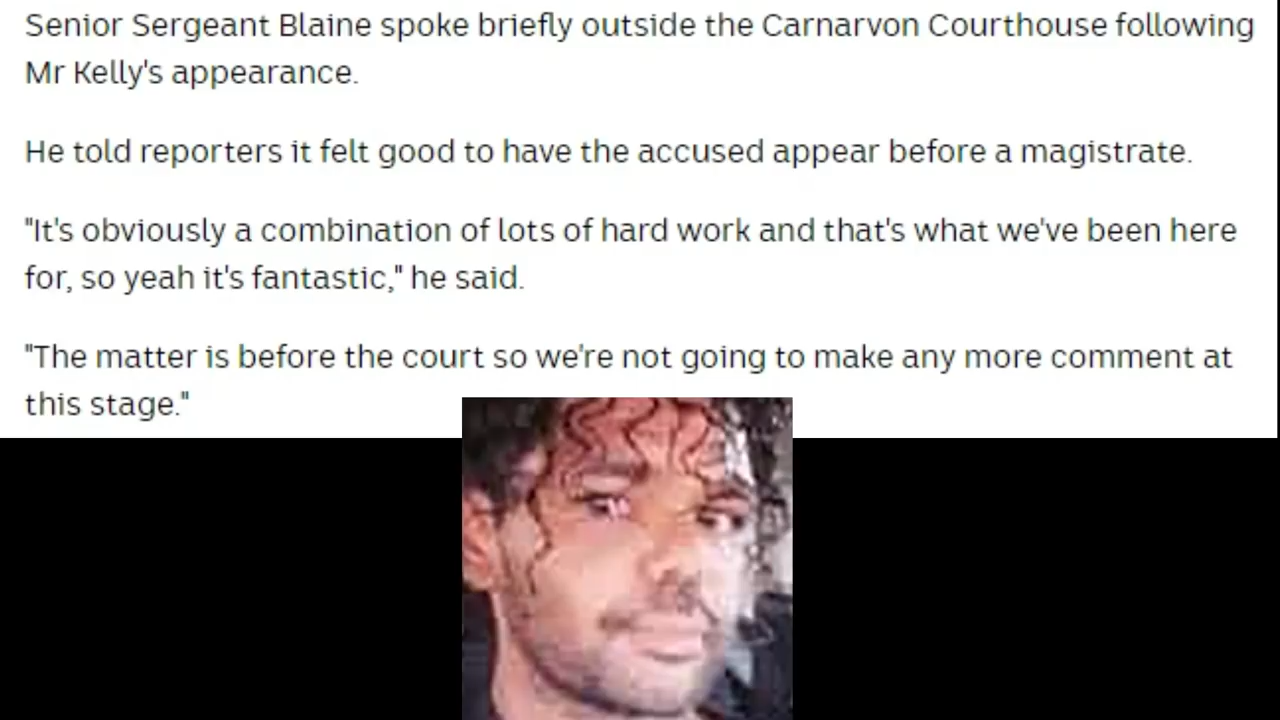 Senior Sergeant Blaine spoke briefly outside the Carnarvon Courthouse following
Mr Kelly's appearance.
He told reporters it felt good to have the accused appear before a magistrate.
"It's obviously a combination of lots of hard work and that's what we've been here
for, so yeah it's fantastic," he said.
"The matter is before the court so we're not going to make any more comment at
this stage."